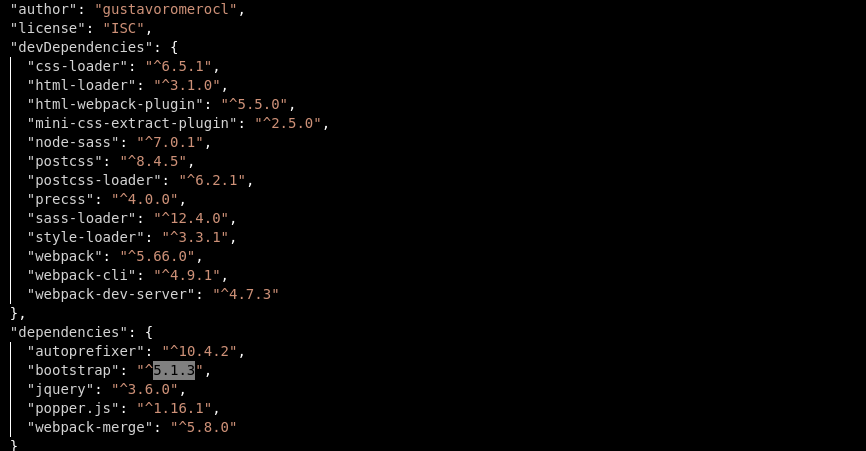 "author": "gustavoromerocl",
"license": "ISC",
"devDependencies": {
"css-loader": "^6.5.1",
"html-loader": "^3.1.0",
"html-webpack-plugin": "^5.5.0",
"mini-css-extract-plugin": "^2.5.0",
"node-sass": "^7.0.1",
"postcss": "^8.4.5",
"postcss-loader": "^6.2.1",
"precss": "^4.0.0",
"sass-loader": "^12.4.0",
"style-loader": "^3.3.1",
"webpack": "^5.66.0",
"webpack-cli": "^4.9.1",
"webpack-dev-server": "^4.7.3"
},
"dependencies": {
"autoprefixer": "^10.4.2",
"bootstrap": "^5.1.3",
"jquery": "^3.6.0",
"popper.js": "^1.16.1",
"webpack-merge": "^5.8.0"
}